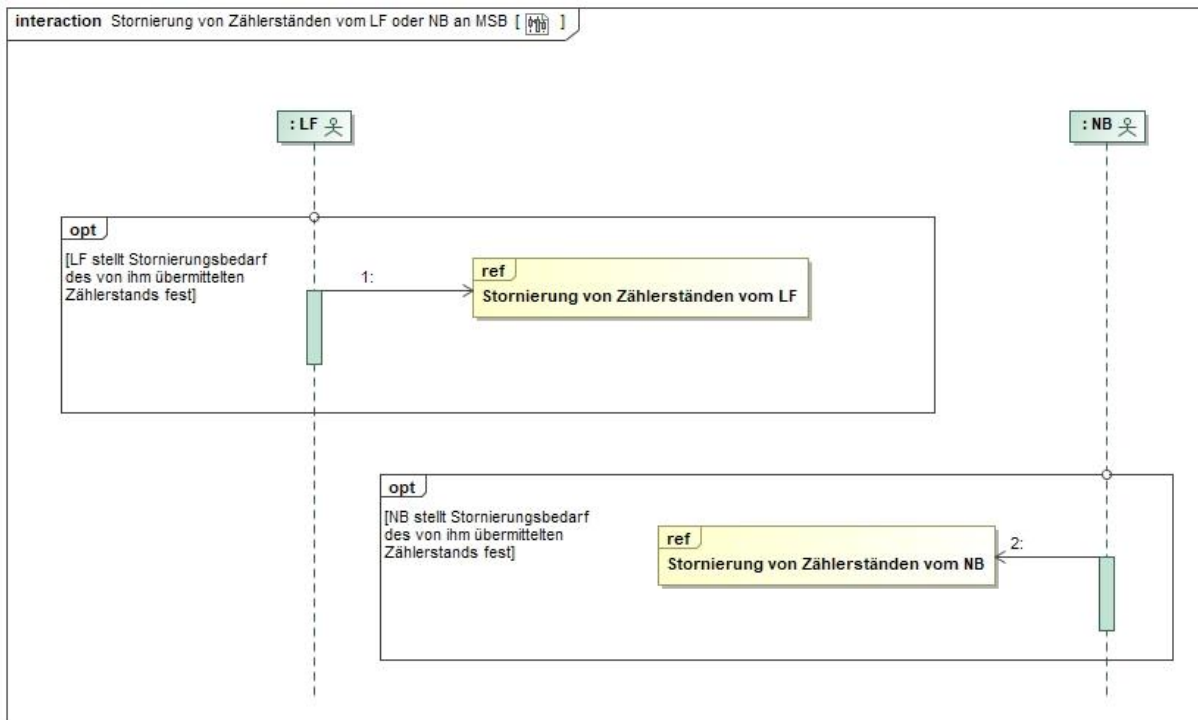 interaction Stornierung von Zählerständen vom LF oder NB an MSB [ ]
: LF
: NB
opt
[LF stellt Stornierungsbedarf
des von ihm übermittelten
Zählerstands fest]
1:
ref
Stornierung von Zählerständen vom LF
opt
[NB stellt Stornierungsbedarf
des von ihm übermittelten
Zählerstands fest]
ref
2:
Stornierung von Zählerständen vom NB